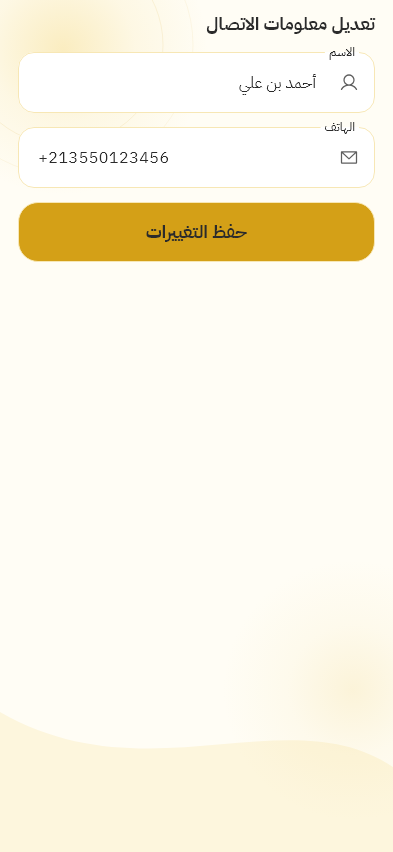 تعديل معلومات الاتصال
الاسم
أحمد بن علي
الهاتف
+213550123456
حفظ التغييرات